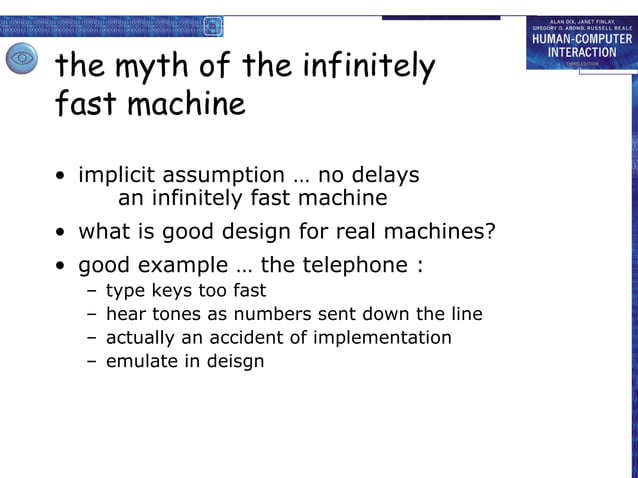 ALAN DIX, JANET FINLAY,
GREGORY D. ABOWD, RUSSELL BEALE
HUMAN-COMPUTER
INTERACTION
THIRD EDITION
the myth of the infinitely
fast machine
• implicit assumption … no delays
an infinitely fast machine
• what is good design for real machines?
• good example … the telephone :
– type keys too fast
– hear tones as numbers sent down the line
– actually an accident of implementation
– emulate in deisgn